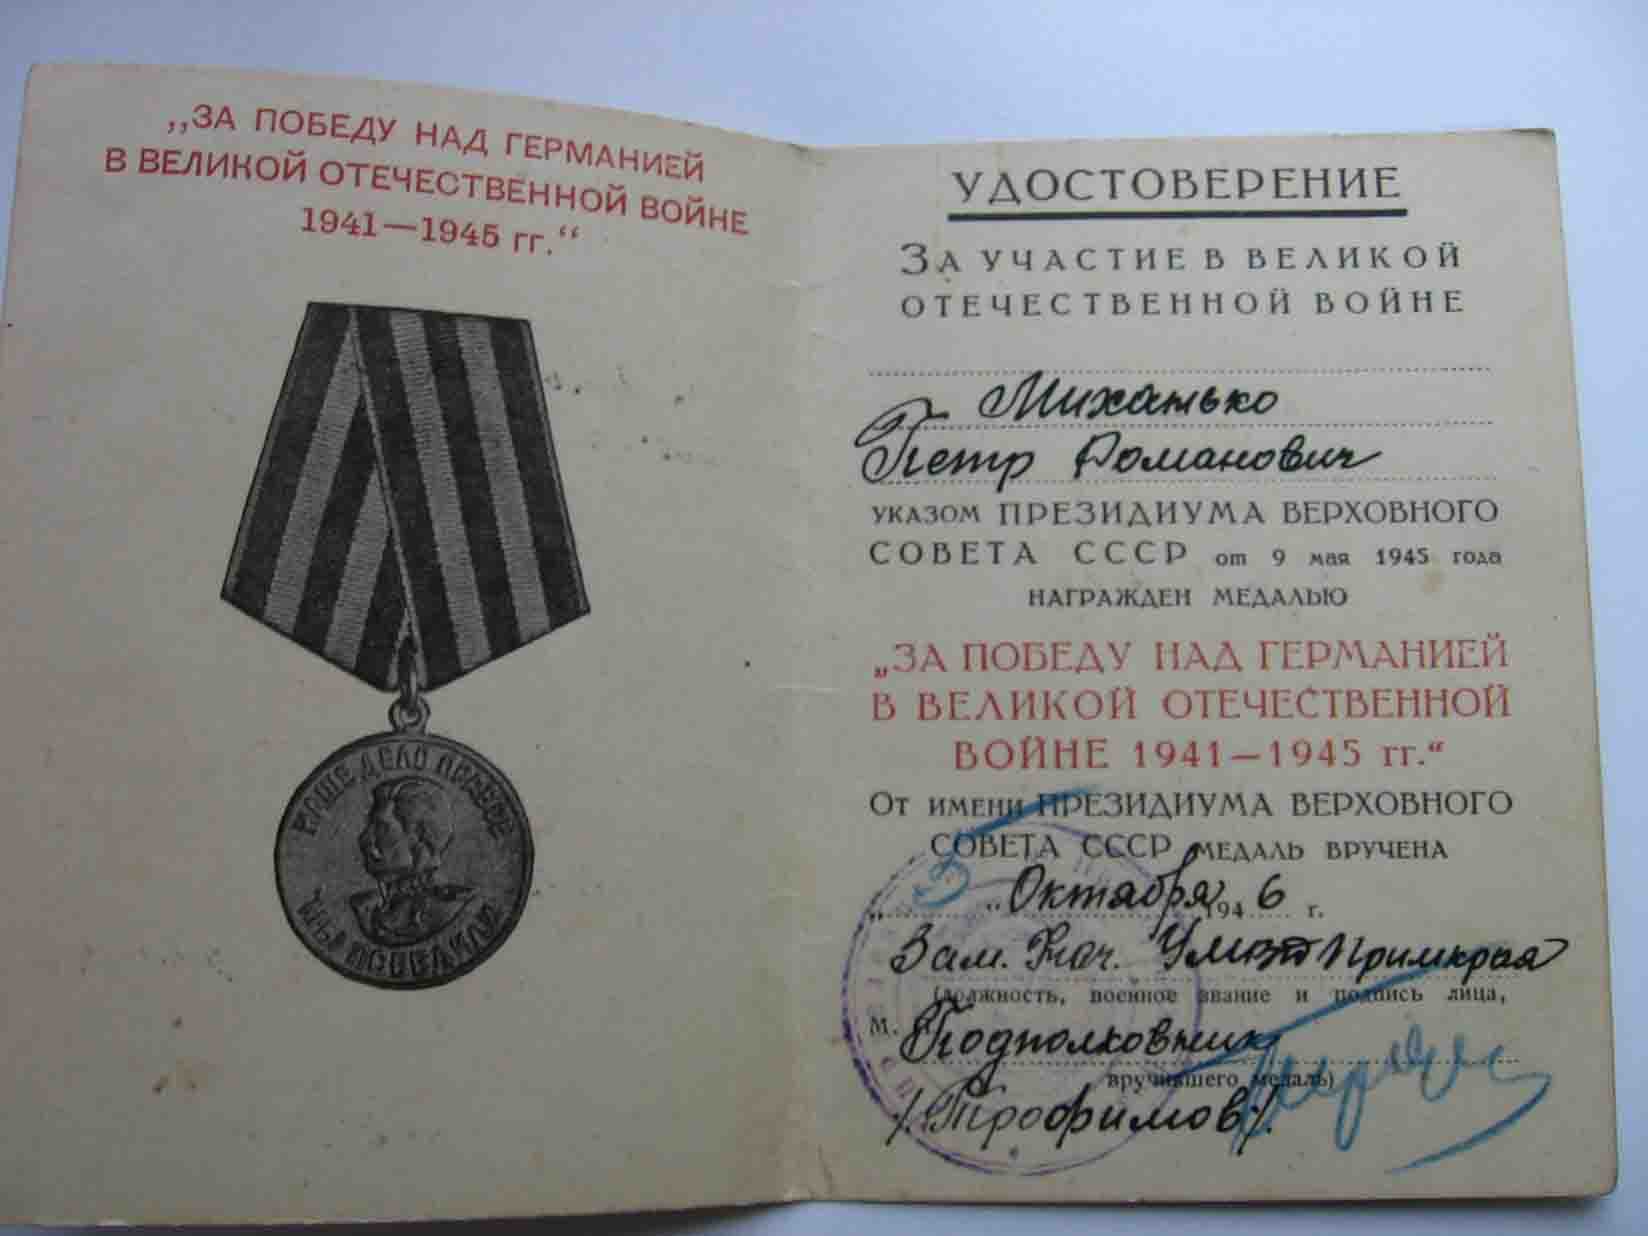 „ЗА ПОБЕДУ НАД ГЕРМАНИЕЙ
В ВЕЛИКОЙ ОТЕЧЕСТВЕННОЙ ВОЙНЕ
1941—1945 гг.“
НАШЕ ДЕЛО ПРАВОЕ
МЫ ПОБЕДИЛИ
УДОСТОВЕРЕНИЕ
ЗА УЧАСТИЕ В ВЕЛИКОЙ
ОТЕЧЕСТВЕННОЙ ВОЙНЕ
Миханько
Петр Романович
УКАЗОМ ПРЕЗИДИУМА ВЕРХОВНОГО
СОВЕТА СССР от 9 мая 1945 года
НАГРАЖДЕН МЕДАЛЬЮ
„ЗА ПОБЕДУ НАД ГЕРМАНИЕЙ
В ВЕЛИКОЙ ОТЕЧЕСТВЕННОЙ
ВОЙНЕ 1941—1945 гг.“
ОТ ИМЕНИ ПРЕЗИДИУМА ВЕРХОВНОГО
СОВЕТА СССР МЕДАЛЬ ВРУЧЕНА
„5“ Октября 1946 г.
Зам. Нач. Примкрая
(должность, военное звание и подпись лица,
М. Подполковник
вручившего медаль)
/Трофимов/.